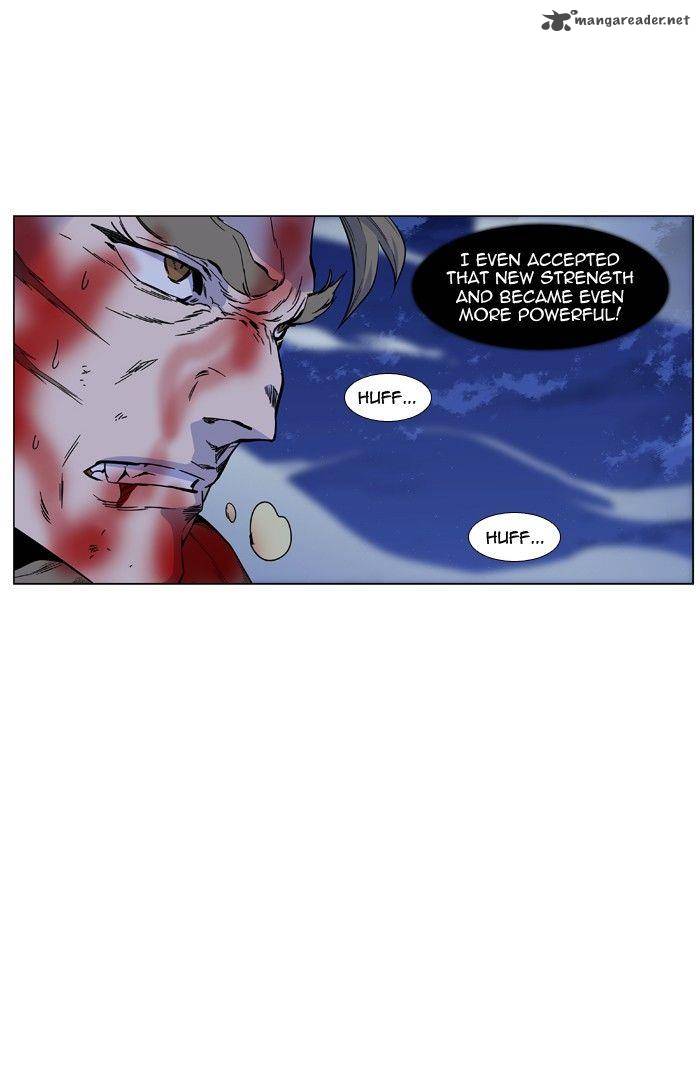 mangareader.net
I EVEN ACCEPTED
THAT NEW STRENGTH
AND BECAME EVEN
MORE POWERFUL!
HUFF...
HUFF...